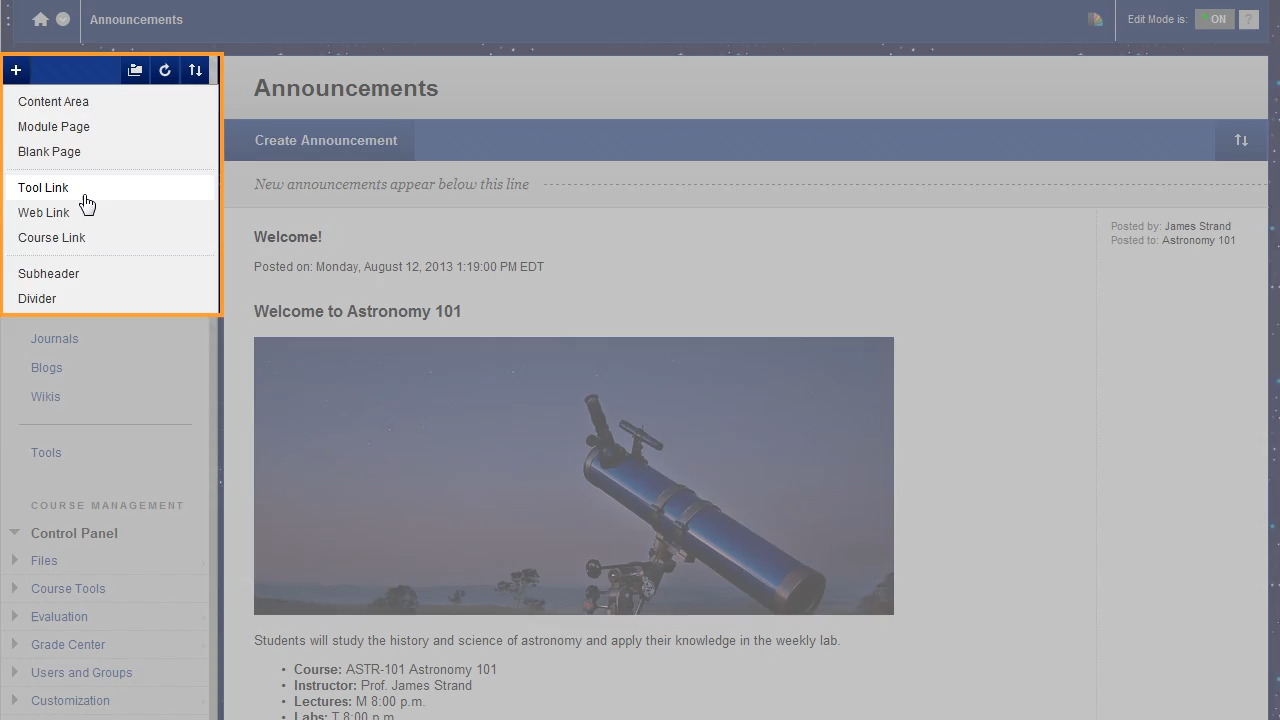 Announcements
Edit Mode is:
ON
?
+
Content Area
Module Page
Blank Page
Tool Link
Web Link
Course Link
Subheader
Divider
Journals
Blogs
Wikis
Tools
COURSE MANAGEMENT
Control Panel
Files
Course Tools
Evaluation
Grade Center
Users and Groups
Customization
Announcements
Create Announcement
New announcements appear below this line
Welcome!
Posted on: Monday, August 12, 2013 1:19:00 PM EDT
Posted by: James Strand
Posted to: Astronomy 101
Welcome to Astronomy 101
Students will study the history and science of astronomy and apply their knowledge in the weekly lab.
• Course: ASTR-101 Astronomy 101
• Instructor: Prof. James Strand
• Lectures: M 8:00 p.m.
• Labs: T 8:00 p.m.